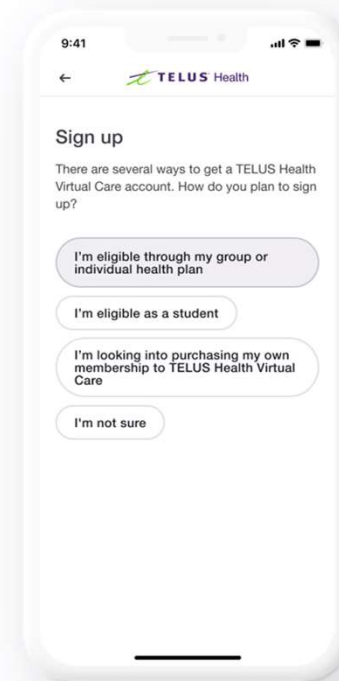 9:41
TELUS Health
Sign up
There are several ways to get a TELUS Health
Virtual Care account. How do you plan to sign
up?
I'm eligible through my group or
individual health plan
I'm eligible as a student
I'm looking into purchasing my own
membership to TELUS Health Virtual
Care
I'm not sure